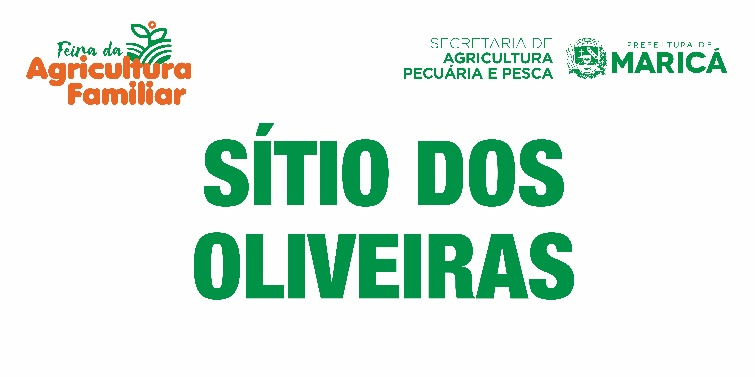 Feira da
Agricultura
Familiar
SECRETARIA DE
AGRICULTURA
PECUÁRIA E PESCA
PREFEITURA DE
MARICÁ
SÍTIO DOS
OLIVEIRAS